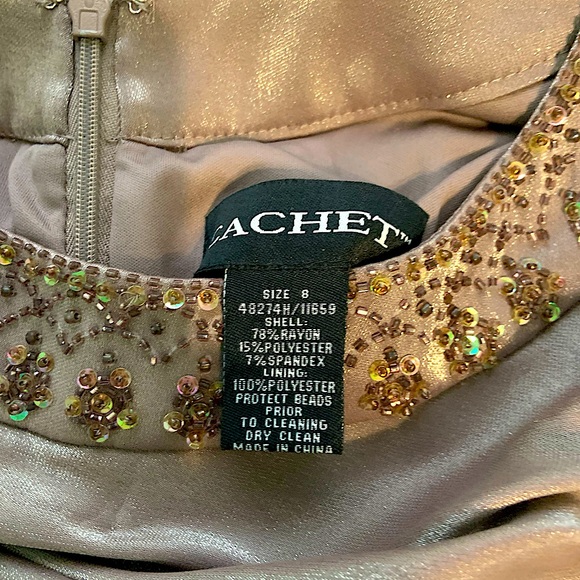 CACHET™
SIZE 8
48274H/11659
SHELL:
78%RAYON
15%POLYESTER
7%SPANDEX
LINING:
100%POLYESTER
PROTECT BEADS
PRIOR
TO CLEANING
DRY CLEAN
MADE IN CHINA